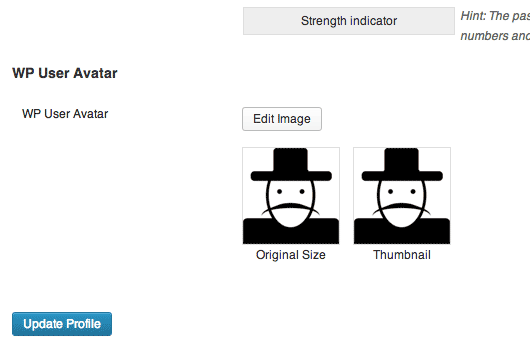 Strength indicator
Hint: The pas
numbers and
WP User Avatar
WP User Avatar
Edit Image
Original Size
Thumbnail
Update Profile